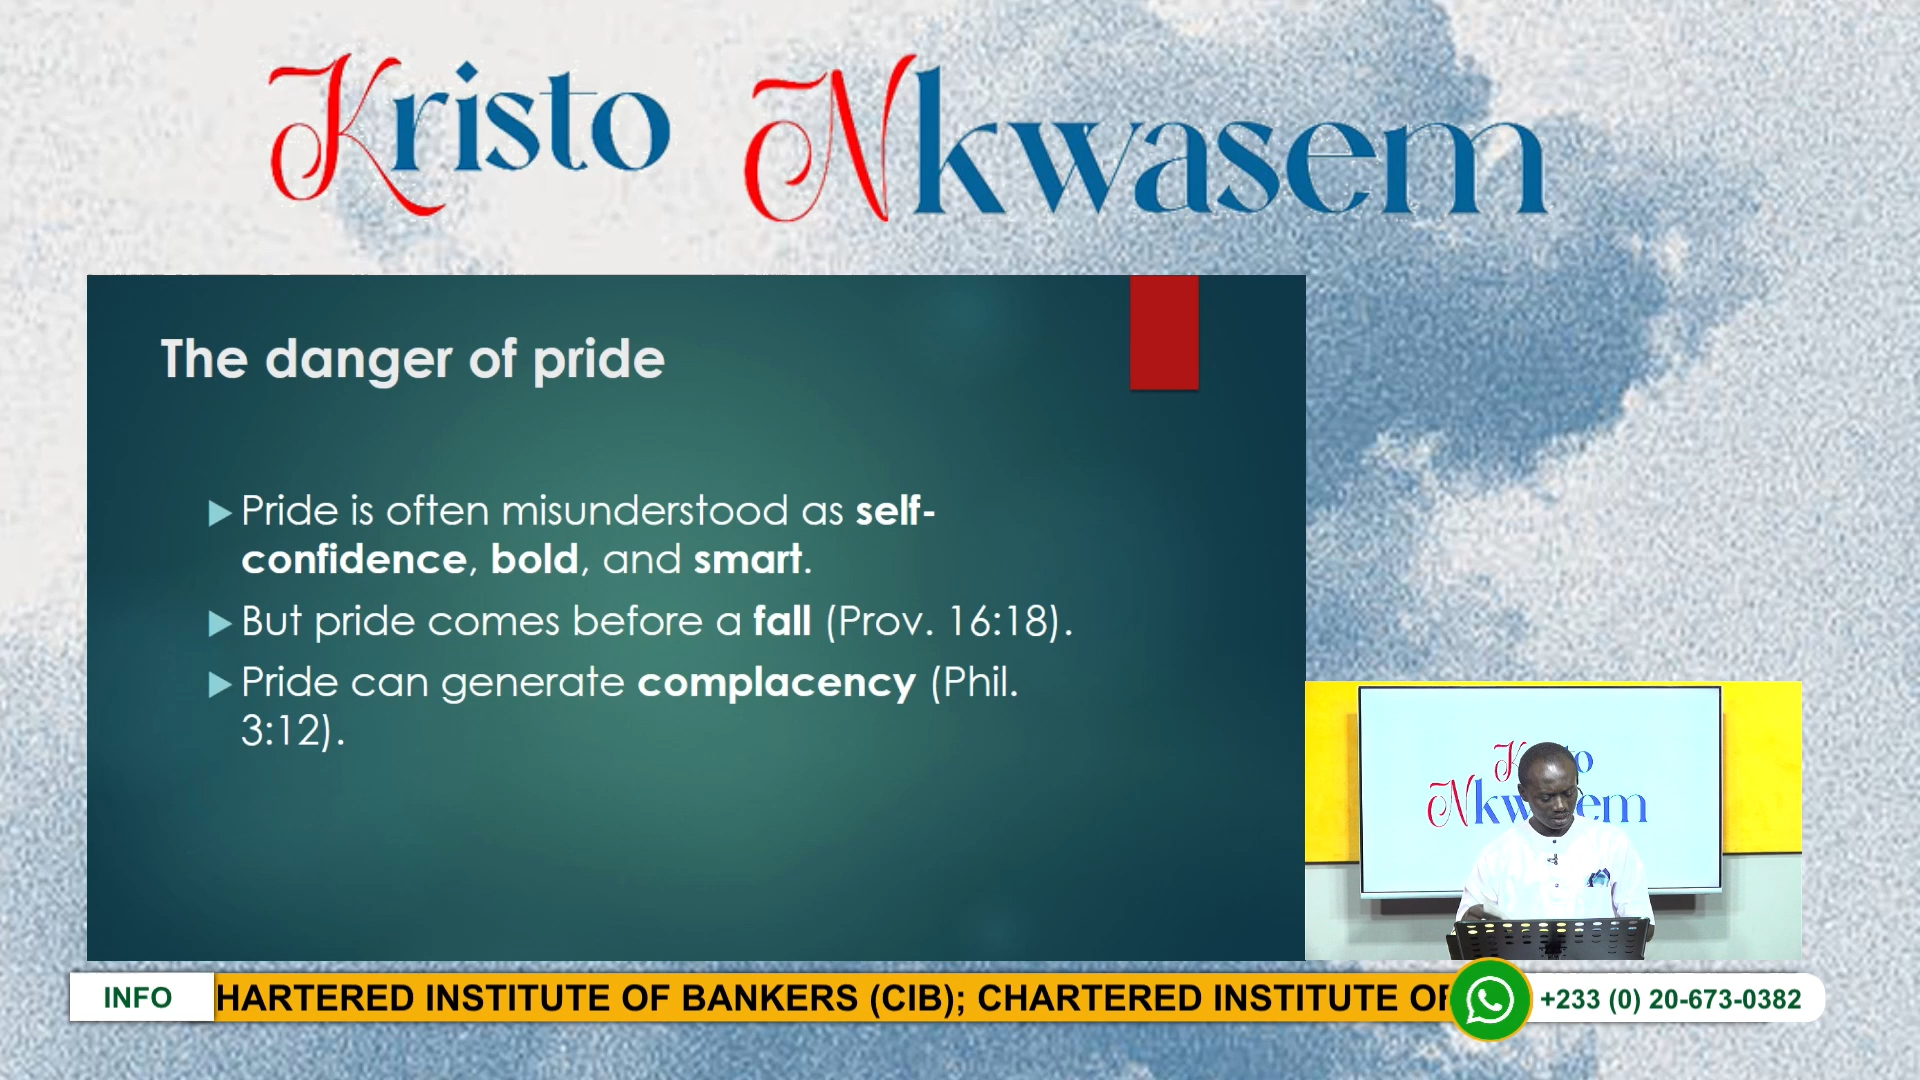 Kristo Nkwasem
The danger of pride
Pride is often misunderstood as self-
confidence, bold, and smart.
But pride comes before a fall (Prov. 16:18).
Pride can generate complacency (Phil.
3:12).
INFO
HARTERED INSTITUTE OF BANKERS (CIB); CHARTERED INSTITUTE OF
+233 (0) 20-673-0382